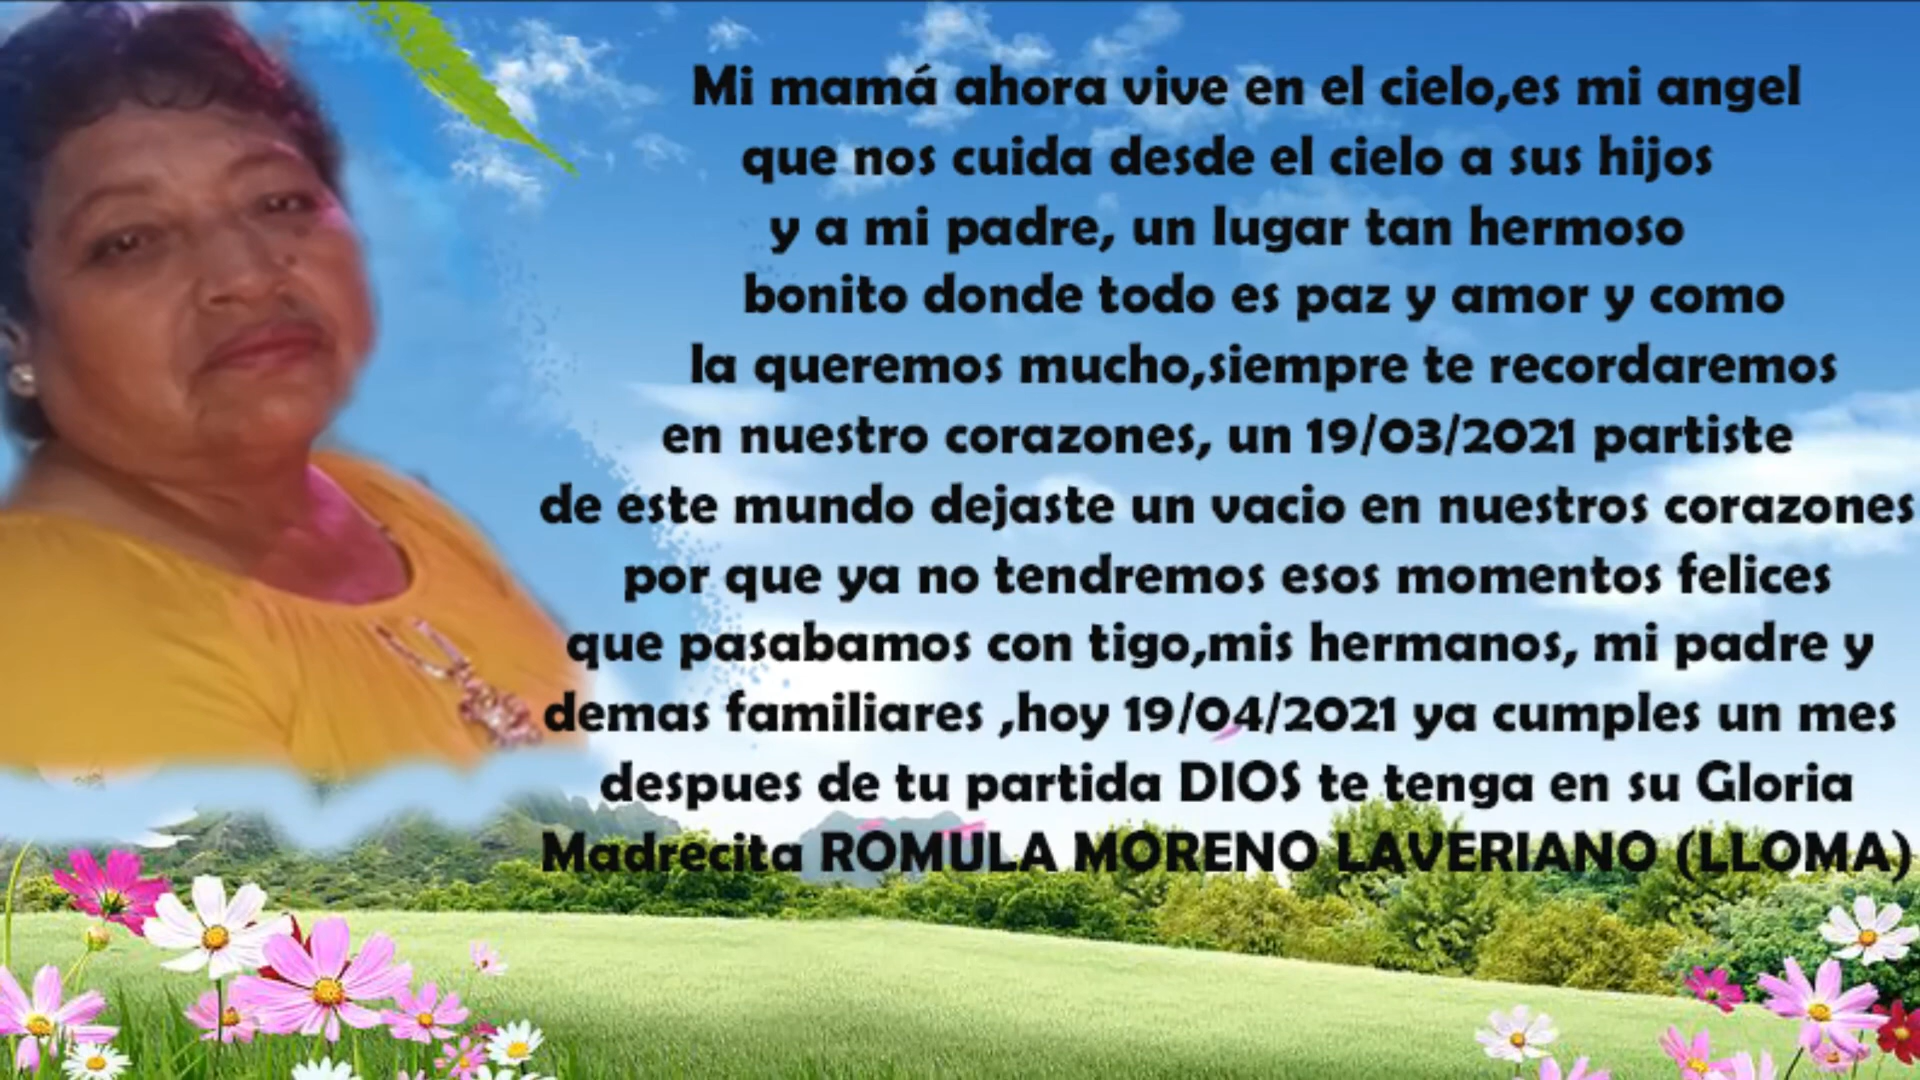 Mi mamá ahora vive en el cielo,es mi angel
que nos cuida desde el cielo a sus hijos
y a mi padre, un lugar tan hermoso
bonito donde todo es paz y amor y como
la queremos mucho,siempre te recordaremos
en nuestro corazones, un 19/03/2021 partiste
de este mundo dejaste un vacio en nuestros corazones
por que ya no tendremos esos momentos felices
que pasabamos con tigo,mis hermanos, mi padre y
demas familiares ,hoy 19/04/2021 ya cumples un mes
despues de tu partida DIOS te tenga en su Gloria
Madrecita ROMULA MORENO LAVERIANO (LLOMA)